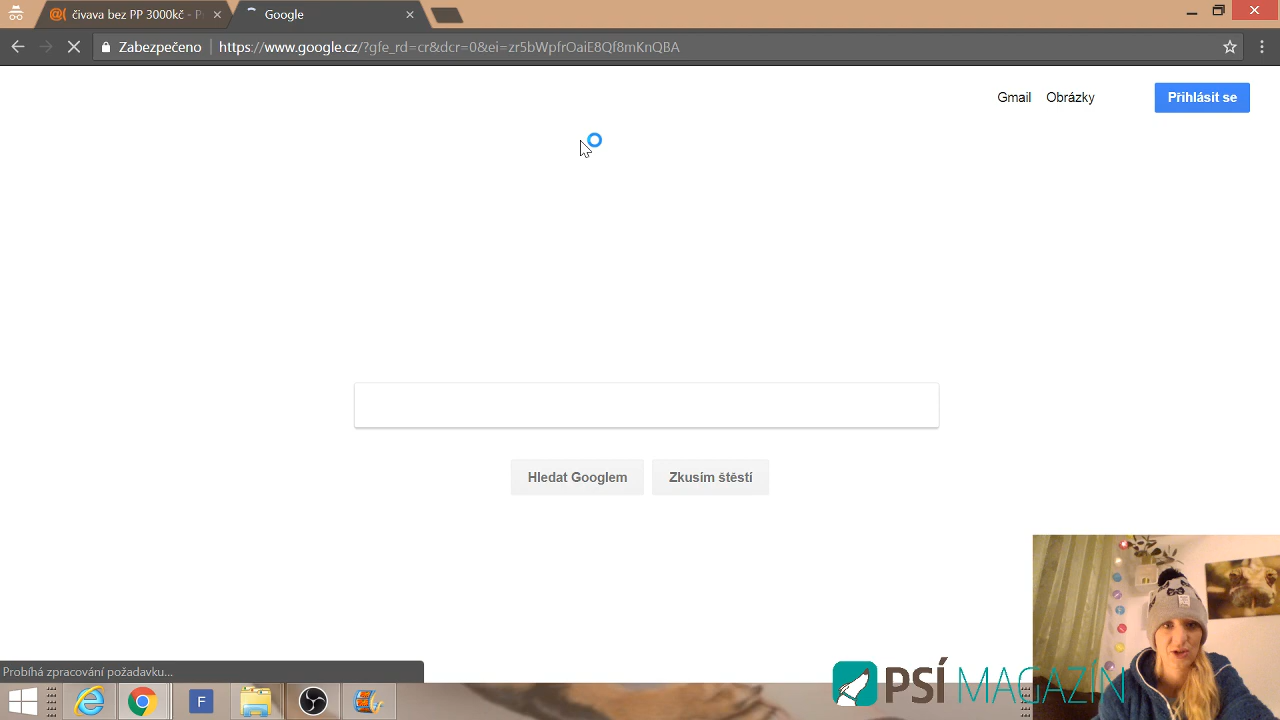 čivava bez PP 3000kč - P
Google
Zabezpečeno
https://www.google.cz/?gfe_rd=cr&dcr=0&ei=zr5bWpfrOaiE8Qf8mKnQBA
Gmail
Obrázky
Přihlásit se
Hledat Googlem
Zkusím štěstí
Probíhá zpracování požadavku...
F
PSÍ MAGAZÍN